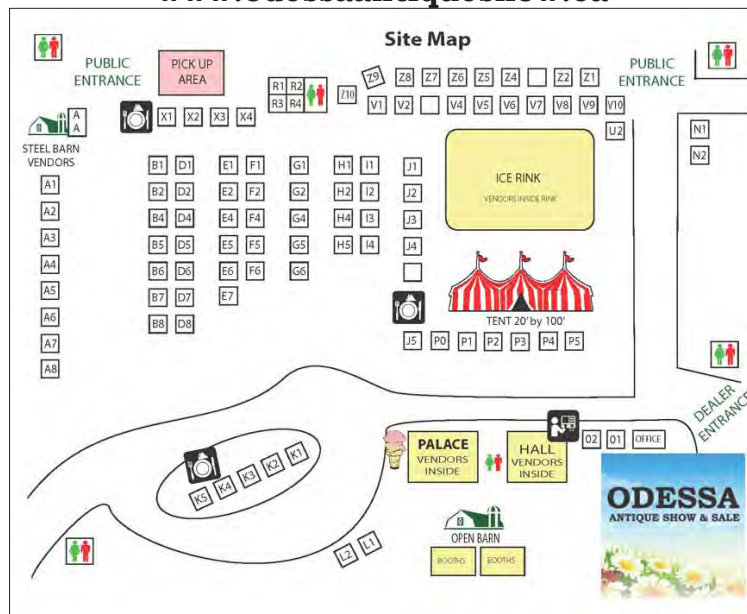 Site Map
PUBLIC
ENTRANCE
PICK UP
AREA
R1 R2
R3 R4
Z10
Z9 Z8 Z7 Z6 Z5 Z4 Z2 Z1
PUBLIC
ENTRANCE
V1 V2 V4 V5 V6 V7 V8 V9 V10
U2
N1
N2
A
A
X1 X2 X3 X4
STEEL BARN
VENDORS
A1
A2
A3
A4
A5
A6
A7
A8
B1 D1
B2 D2
B4 D4
B5 D5
B6 D6
B7 D7
B8 D8
E1 F1
E2 F2
E4 F4
E5 F5
E6 F6
E7
G1
G2
G4
G5
G6
H1 I1
H2 I2
H4 I3
H5 I4
J1
J2
J3
J4
ICE RINK
VENDORS INSIDE RINK
TENT 20' by 100'
J5 P0 P1 P2 P3 P4 P5
DEALER
ENTRANCE
K5 K4 K3 K2 K1
PALACE
VENDORS
INSIDE
HALL
VENDORS
INSIDE
02 01 OFFICE
L2 L1
OPEN BARN
BOOTHS BOOTHS
ODESSA
ANTIQUE SHOW & SALE